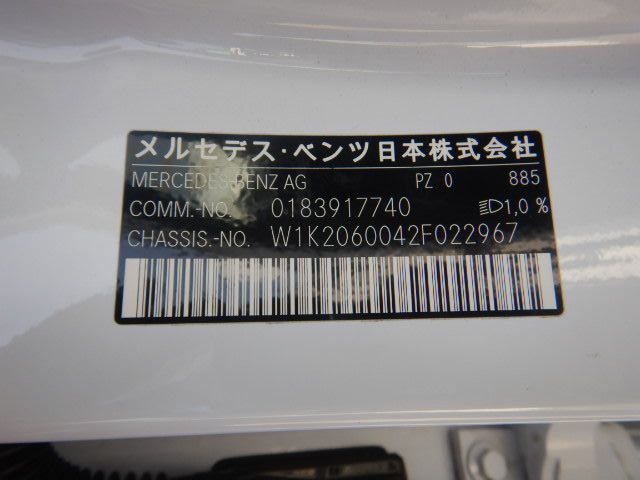 メルセデス・ベンツ日本株式会社
MERCEDES-BENZ AG PZ 0 885
COMM.-NO. 0183917740 1,0 %
CHASSIS.-NO. W1K2060042F022967